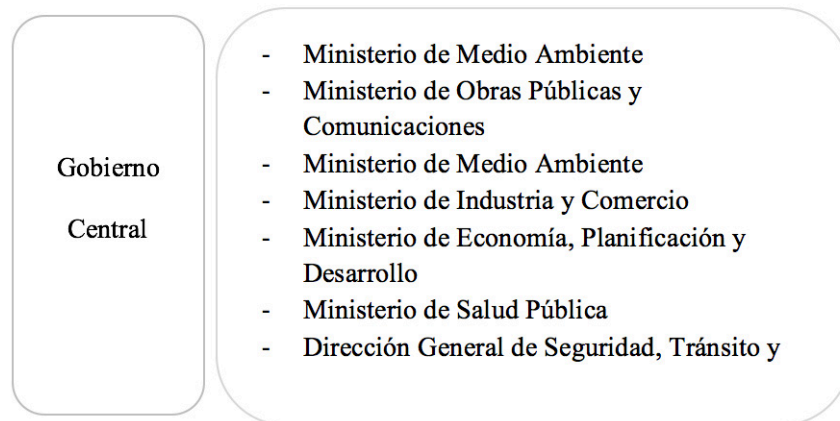 Gobierno
Central
- Ministerio de Medio Ambiente
- Ministerio de Obras Públicas y
Comunicaciones
- Ministerio de Medio Ambiente
- Ministerio de Industria y Comercio
- Ministerio de Economía, Planificación y
Desarrollo
- Ministerio de Salud Pública
- Dirección General de Seguridad, Tránsito y